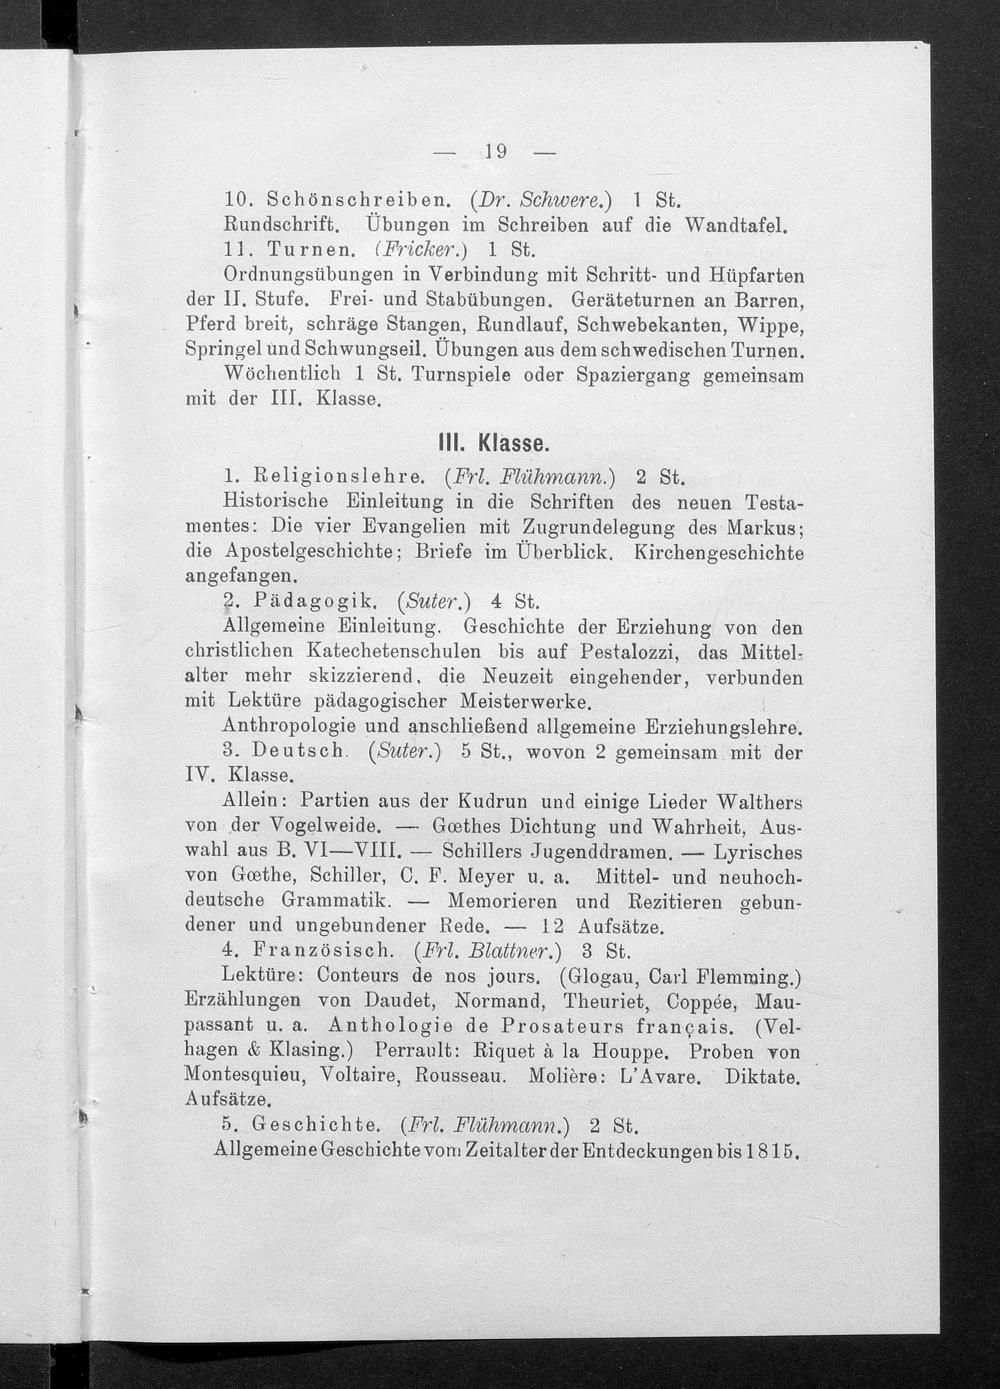 — 19 —
10. Schönschreiben. (Dr. Schwere.) 1 St.
Rundschrift. Übungen im Schreiben auf die Wandtafel.
11. Turnen. (Fricker.) 1 St.
Ordnungsübungen in Verbindung mit Schritt- und Hüpfarten
der II. Stufe. Frei- und Stabübungen. Geräteturnen an Barren,
Pferd breit, schräge Stangen, Rundlauf, Schwebekanten, Wippe,
Springel und Schwungseil. Übungen aus dem schwedischen Turnen.
Wöchentlich 1 St. Turnspiele oder Spaziergang gemeinsam
mit der III. Klasse.
III. Klasse.
1. Religionslehre. (Frl. Flühmann.) 2 St.
Historische Einleitung in die Schriften des neuen Testa-
mentes: Die vier Evangelien mit Zugrundelegung des Markus;
die Apostelgeschichte; Briefe im Überblick. Kirchengeschichte
angefangen.
2. Pädagogik. (Suter.) 4 St.
Allgemeine Einleitung. Geschichte der Erziehung von den
christlichen Katechetenschulen bis auf Pestalozzi, das Mittel-
alter mehr skizzierend, die Neuzeit eingehender, verbunden
mit Lektüre pädagogischer Meisterwerke.
Anthropologie und anschließend allgemeine Erziehungslehre.
3. Deutsch. (Suter.) 5 St., wovon 2 gemeinsam mit der
IV. Klasse.
Allein: Partien aus der Kudrun und einige Lieder Walthers
von der Vogelweide. — Gœthes Dichtung und Wahrheit, Aus-
wahl aus B. VI—VIII. — Schillers Jugenddramen. — Lyrisches
von Gœthe, Schiller, C. F. Meyer u. a. Mittel- und neuhoch-
deutsche Grammatik. — Memorieren und Rezitieren gebun-
dener und ungebundener Rede. — 12 Aufsätze.
4. Französisch. (Frl. Blattner.) 3 St.
Lektüre: Conteurs de nos jours. (Glogau, Carl Flemming.)
Erzählungen von Daudet, Normand, Theuriet, Coppée, Mau-
passant u. a. Anthologie de Prosateurs français. (Vel-
hagen & Klasing.) Perrault: Riquet à la Houppe. Proben von
Montesquieu, Voltaire, Rousseau. Molière: L'Avare. Diktate.
Aufsätze.
5. Geschichte. (Frl. Flühmann.) 2 St.
Allgemeine Geschichte vom Zeitalter der Entdeckungen bis 1815.